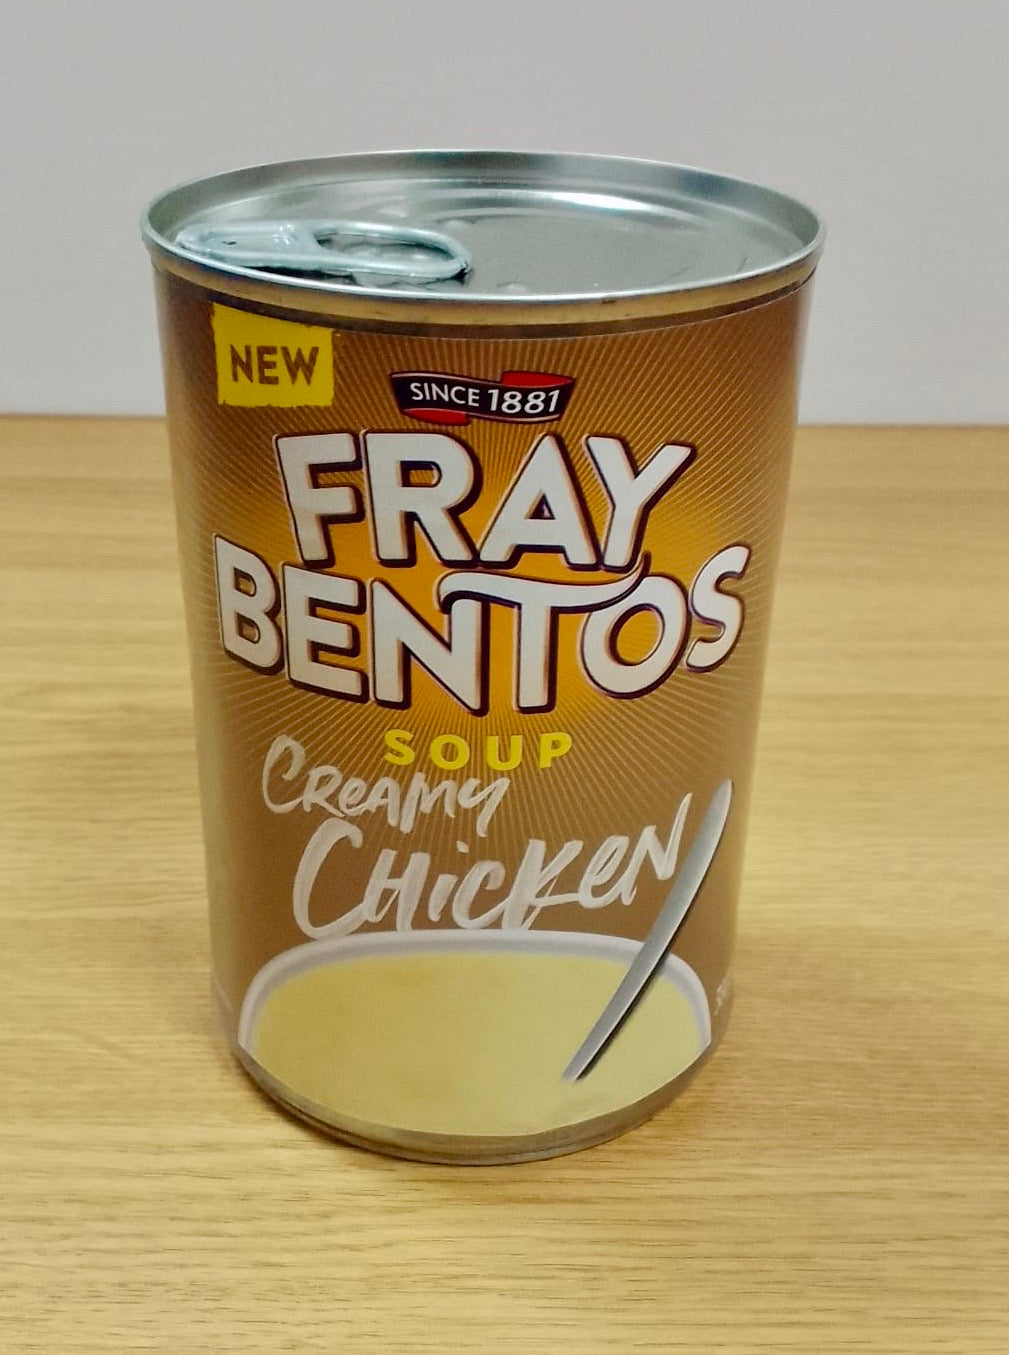 NEW
SINCE 1881
FRAY
BENTOS
SOUP
CREAMY
CHICKEN